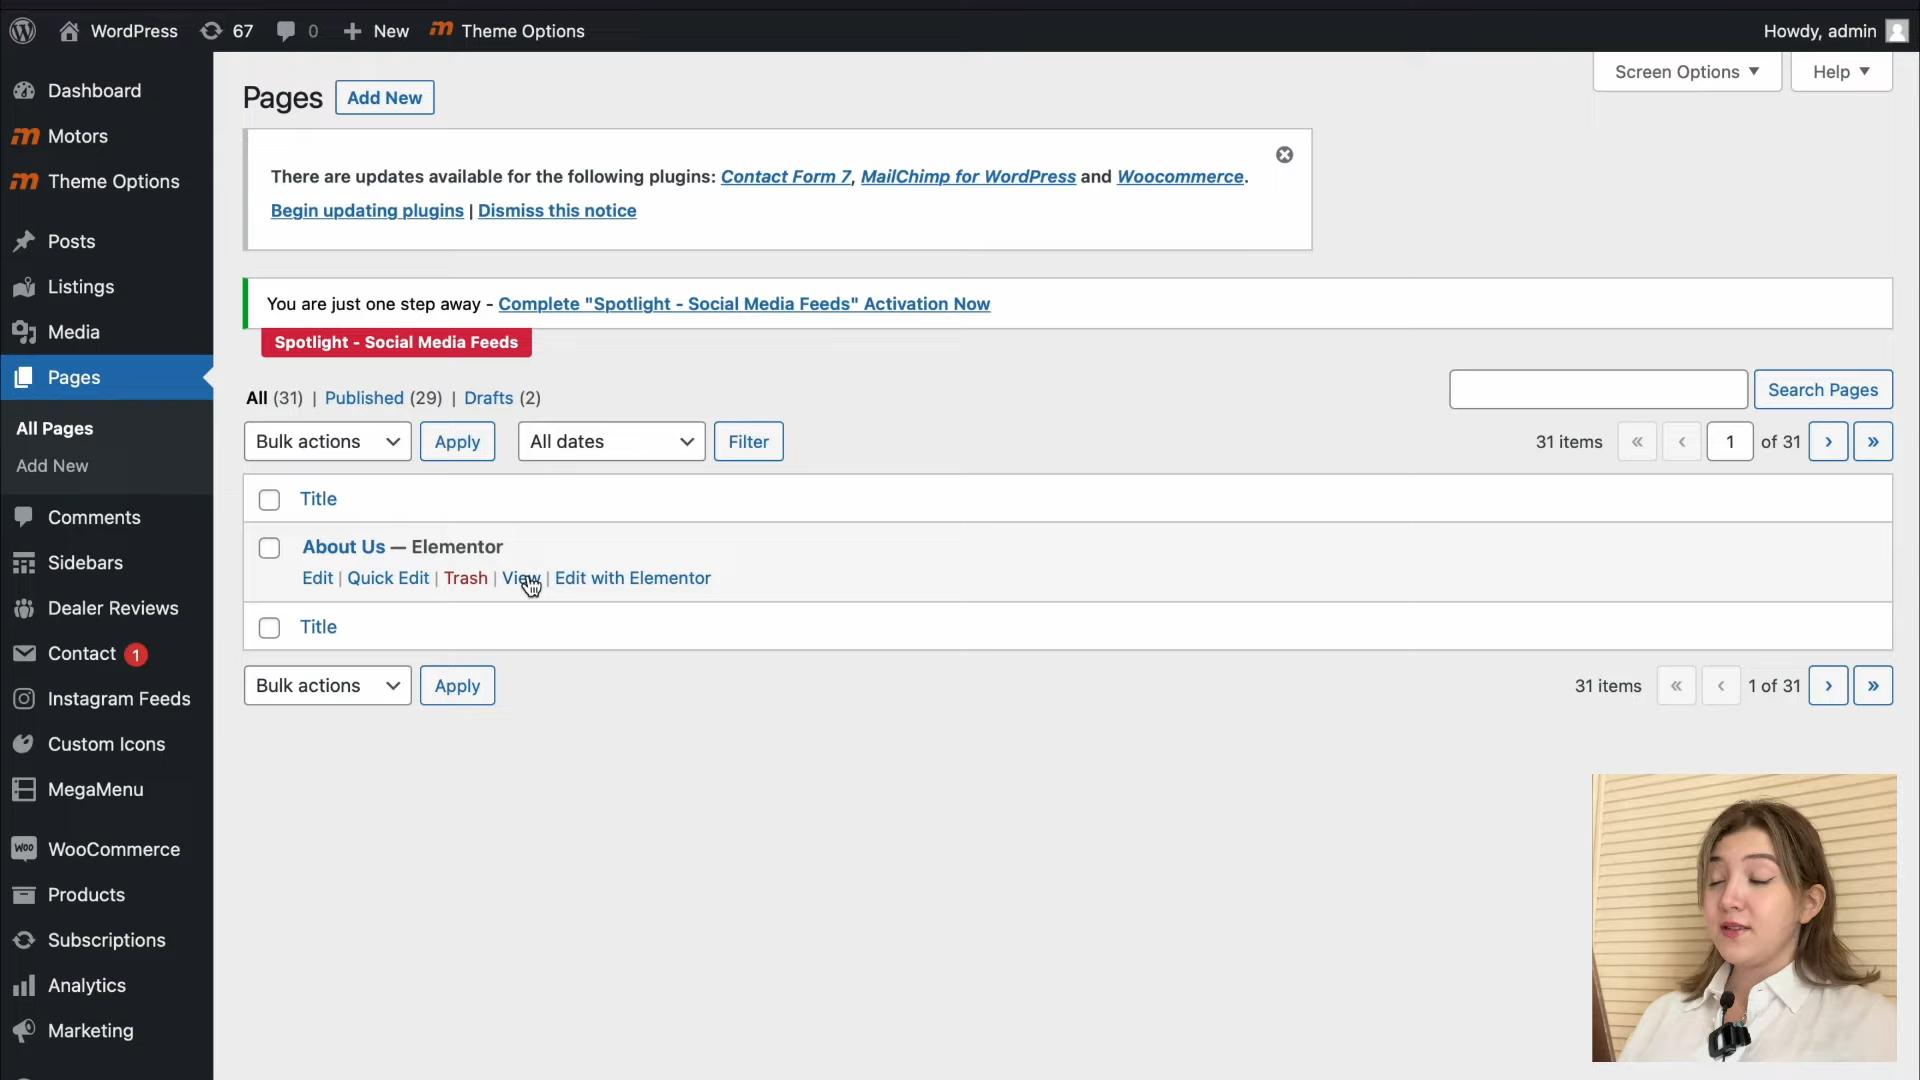 WordPress 67 0 New Theme Options Howdy, admin
Screen Options Help
Dashboard
Motors
Theme Options
Posts
Listings
Media
Pages
All Pages
Add New
Comments
Sidebars
Dealer Reviews
Contact 1
Instagram Feeds
Custom Icons
MegaMenu
WOO WooCommerce
Products
Subscriptions
Analytics
Marketing
Pages Add New
There are updates available for the following plugins: Contact Form 7, MailChimp for WordPress and Woocommerce.
Begin updating plugins | Dismiss this notice
You are just one step away - Complete "Spotlight - Social Media Feeds" Activation Now
Spotlight - Social Media Feeds
All (31) | Published (29) | Drafts (2)
Search Pages
Bulk actions Apply All dates Filter 31 items « ‹ 1 of 31 › »
Title
About Us — Elementor
Edit | Quick Edit | Trash | View | Edit with Elementor
Title
Bulk actions Apply 31 items « ‹ 1 of 31 › »